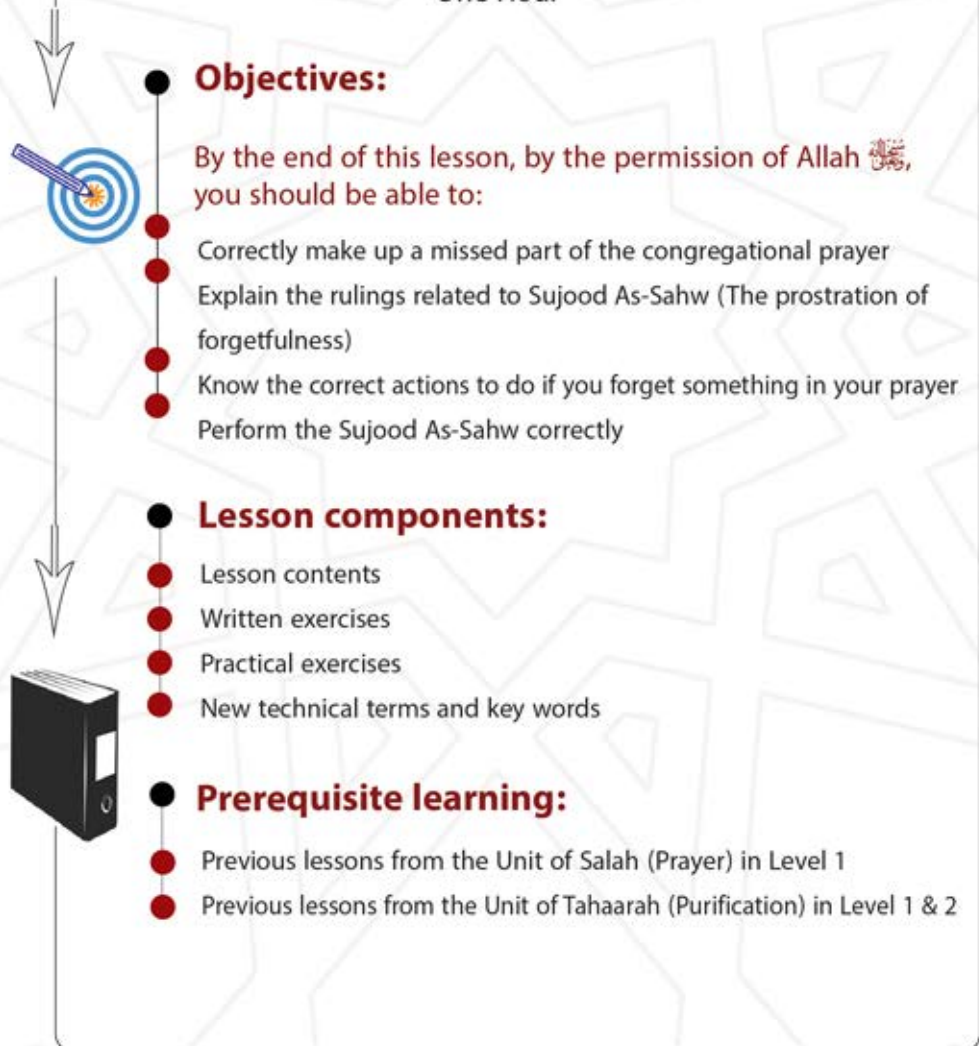 Objectives:
By the end of this lesson, by the permission of Allah ﷻ,
you should be able to:
Correctly make up a missed part of the congregational prayer
Explain the rulings related to Sujood As-Sahw (The prostration of
forgetfulness)
Know the correct actions to do if you forget something in your prayer
Perform the Sujood As-Sahw correctly
Lesson components:
Lesson contents
Written exercises
Practical exercises
New technical terms and key words
Prerequisite learning:
Previous lessons from the Unit of Salah (Prayer) in Level 1
Previous lessons from the Unit of Tahaarah (Purification) in Level 1 & 2